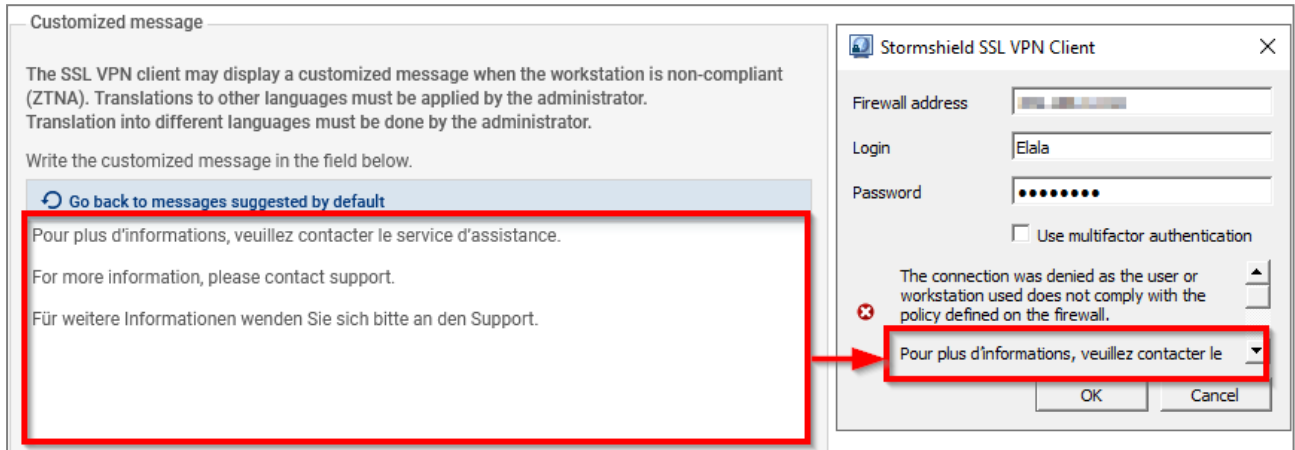 Customized message
The SSL VPN client may display a customized message when the workstation is non-compliant
(ZTNA). Translations to other languages must be applied by the administrator.
Translation into different languages must be done by the administrator.
Write the customized message in the field below.
Go back to messages suggested by default
Pour plus d'informations, veuillez contacter le service d'assistance.
For more information, please contact support.
Für weitere Informationen wenden Sie sich bitte an den Support.
Stormshield SSL VPN Client
Firewall address
Login Elala
Password ••••••••
Use multifactor authentication
The connection was denied as the user or
workstation used does not comply with the
policy defined on the firewall.
Pour plus d'informations, veuillez contacter le
OK Cancel